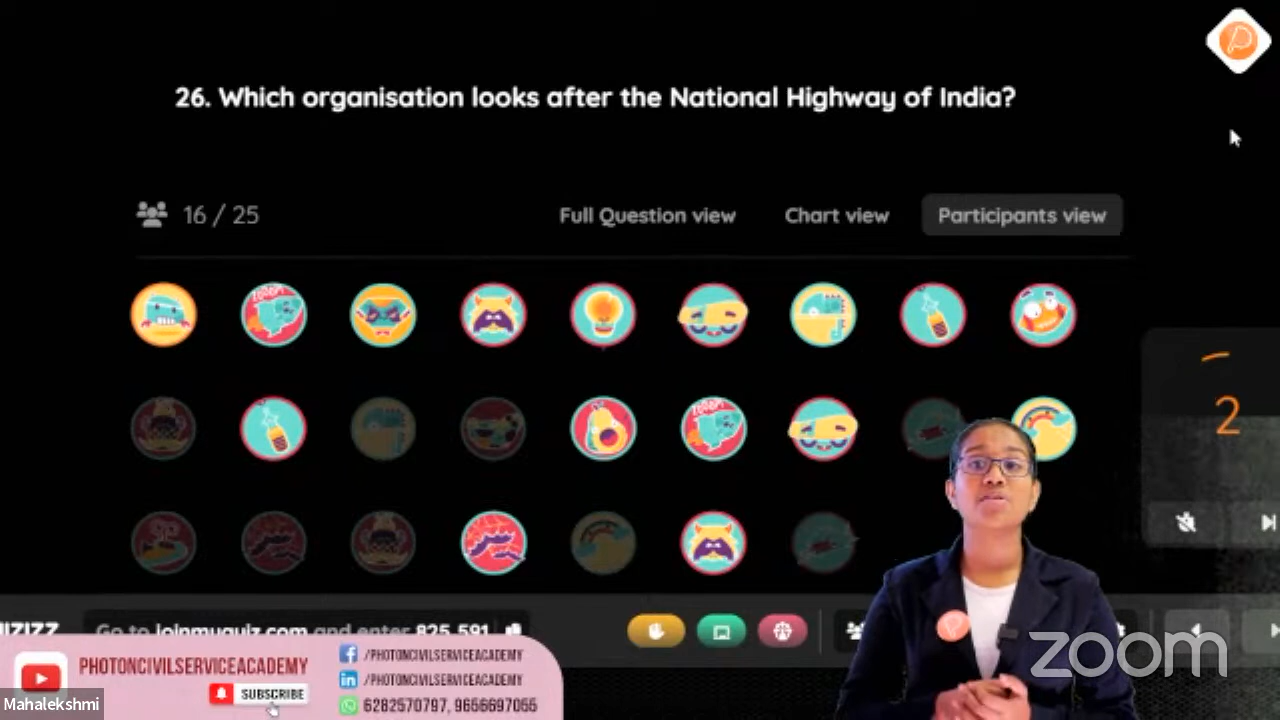 26. Which organisation looks after the National Highway of India?
16 / 25
Full Question view
Chart view
Participants view
2
Go to joinmyquiz.com and enter 825 591
PHOTONCIVILSERVICEACADEMY
SUBSCRIBE
/PHOTONCIVILSERVICEACADEMY
/PHOTONCIVILSERVICEACADEMY
6282570797, 9656697055
Mahalekshmi
zoom